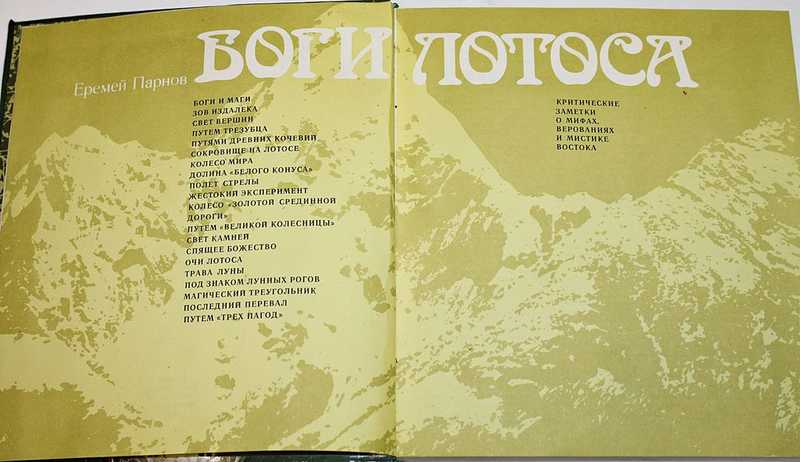 Еремей Парнов
БОГИ ЛОТОСА
БОГИ И МАГИ
ЗОВ ИЗДАЛЕКА
СВЕТ ВЕРШИН
ПУТЕМ ТРЕЗУБЦА
ПУТЯМИ ДРЕВНИХ КОЧЕВИЙ
СОКРОВИЩЕ НА ЛОТОСЕ
КОЛЕСО МИРА
ДОЛИНА «БЕЛОГО КОНУСА»
ПОЛЕТ СТРЕЛЫ
ЖЕСТОКИЙ ЭКСПЕРИМЕНТ
КОЛЕСО «ЗОЛОТОЙ СРЕДИННОЙ
ДОРОГИ»
ПУТЕМ «ВЕЛИКОЙ КОЛЕСНИЦЫ»
СВЕТ КАМНЕЙ
СПЯЩЕЕ БОЖЕСТВО
ОЧИ ЛОТОСА
ТРАВА ЛУНЫ
ПОД ЗНАКОМ ЛУННЫХ РОГОВ
МАГИЧЕСКИЙ ТРЕУГОЛЬНИК
ПОСЛЕДНИЙ ПЕРЕВАЛ
ПУТЕМ «ТРЕХ ПАГОД»
КРИТИЧЕСКИЕ
ЗАМЕТКИ
О МИФАХ,
ВЕРОВАНИЯХ
И МИСТИКЕ
ВОСТОКА